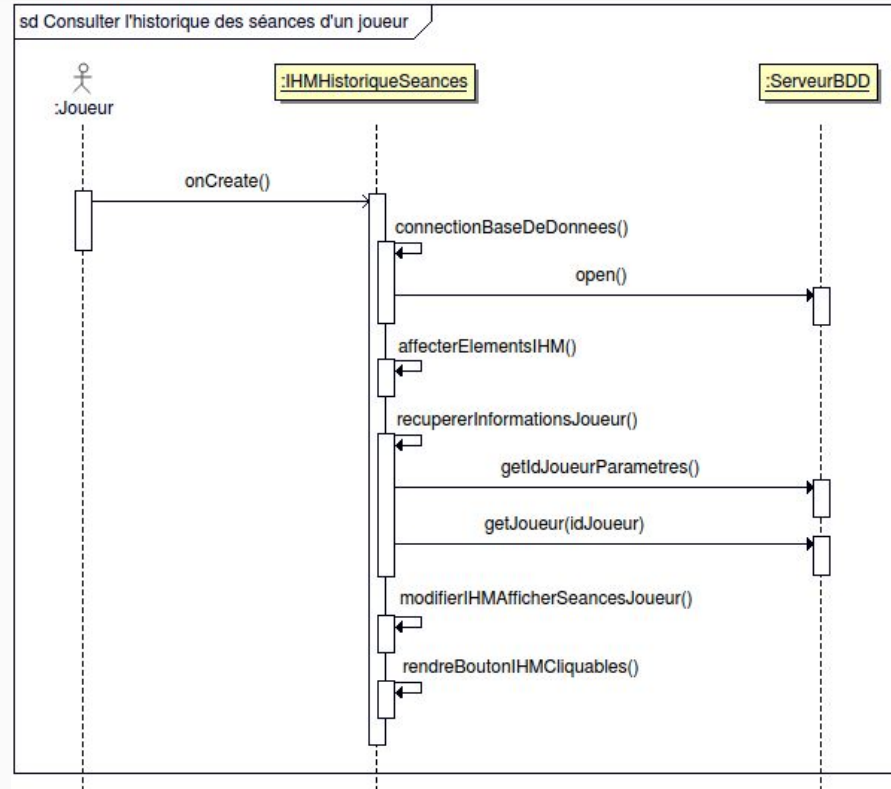 sd Consulter l'historique des séances d'un joueur
:Joueur
:IHMHistoriqueSeances
:ServeurBDD
onCreate()
connectionBaseDeDonnees()
open()
affecterElementsIHM()
recupererInformationsJoueur()
getIdJoueurParametres()
getJoueur(idJoueur)
modifierIHMAfficherSeancesJoueur()
rendreBoutonIHMCliquables()